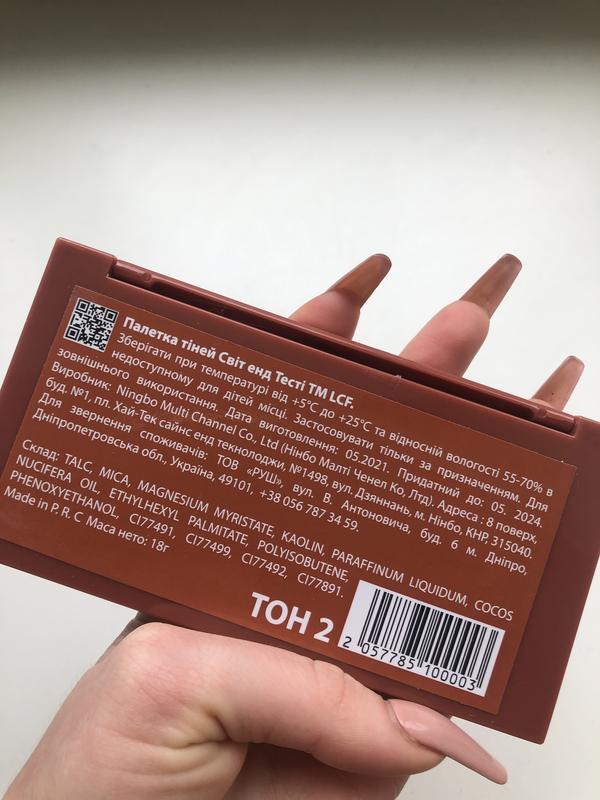 Палетка тіней Світ енд Тесті ТМ LCF.
Зберігати при температурі від +5°С до +25°С та відносній вологості 55-70% в
недоступному для дітей місці. Застосовувати тільки за призначенням. Для
зовнішнього використання. Дата виготовлення: 05.2021. Придатний до: 05. 2024.
Виробник: Ningbo Multi Channel Co., Ltd (Нінбо Малті Ченел Ко, Лтд). Адреса : 8 поверх,
буд. №1, пл. Хай-Тек сайнс енд текнолоджи, №1498 вул. Дзяннань, м. Нінбо, КНР, 315040.
Для звернення споживачів: ТОВ «РУШ», вул. В. Антоновича, буд. 6 м. Дніпро,
Дніпропетровська обл., Україна, 49101, +38 056 787 34 59.
Склад: TALC, MICA, MAGNESIUM MYRISTATE, KAOLIN, PARAFFINUM LIQUIDUM, COCOS
NUCIFERA OIL, ETHYLHEXYL PALMITATE, POLYISOBUTENE,
PHENOXYETHANOL, CI77491, CI77499, CI77492, CI77891.
Made in P. R. C Маса нето: 18г
ТОН 2
2 057785 100003